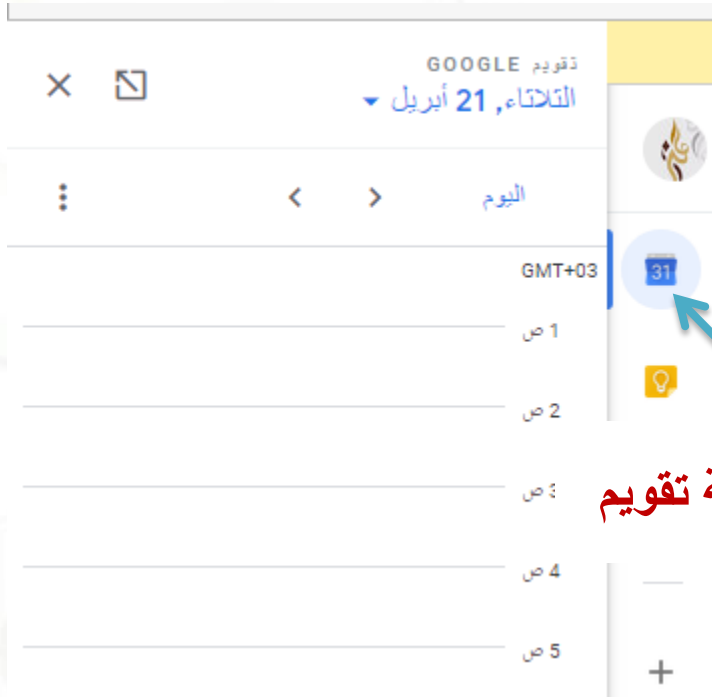 تقويم GOOGLE
الثلاثاء, 21 أبريل
اليوم
GMT+03
31
1 ص
2 ص
تقويم
3 ص
4 ص
5 ص